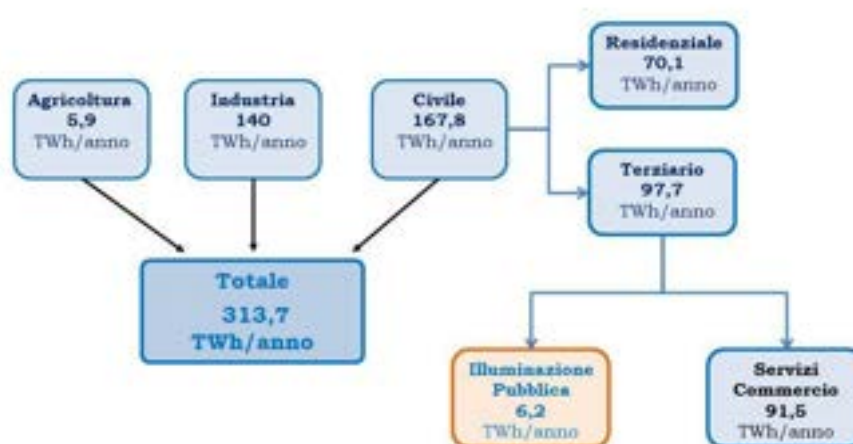 Agricoltura
5,9
TWh/anno
Industria
140
TWh/anno
Civile
167,8
TWh/anno
Residenziale
70,1
TWh/anno
Terziario
97,7
TWh/anno
Totale
313,7
TWh/anno
Illuminazione
Pubblica
6,2
TWh/anno
Servizi
Commercio
91,5
TWh/anno